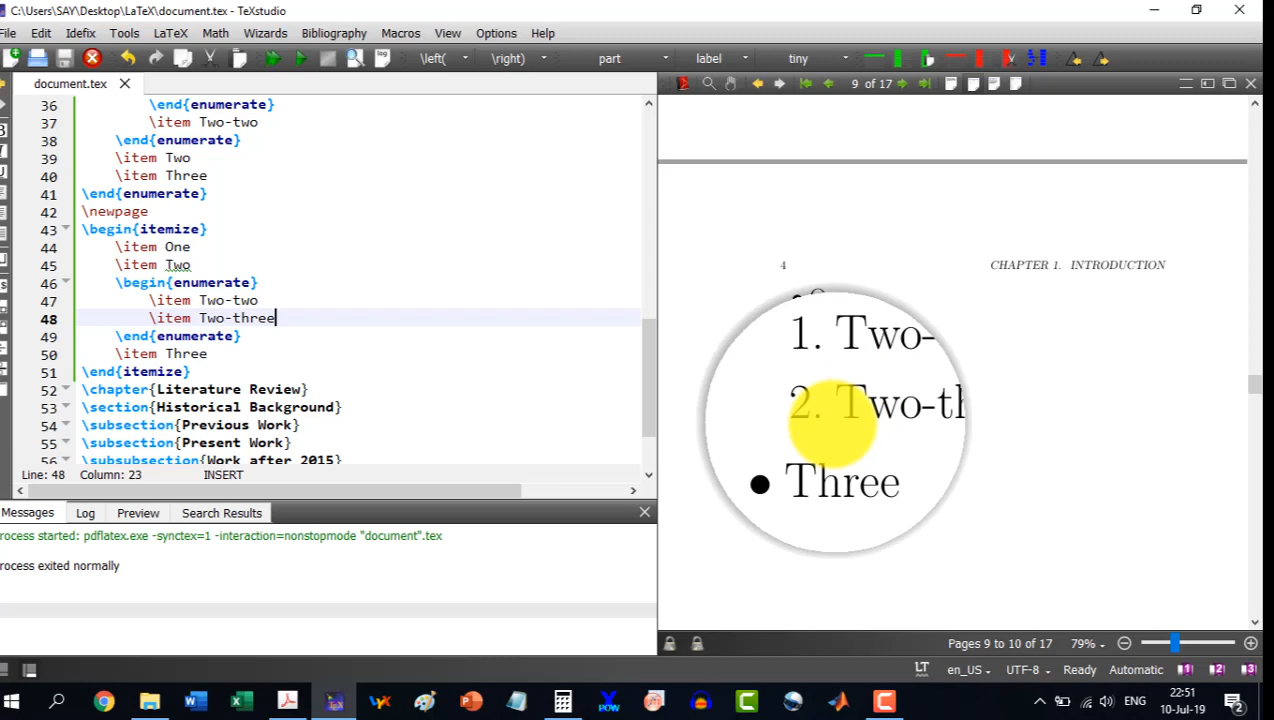 C:\Users\SAY\Desktop\LaTeX\document.tex - TeXstudio
File Edit Idefix Tools LaTeX Math Wizards Bibliography Macros View Options Help
\left( \right) part label tiny
document.tex
9 of 17
36 \end{enumerate}
37 \item Two-two
38 \end{enumerate}
39 \item Two
40 \item Three
41 \end{enumerate}
42 \newpage
43 \begin{itemize}
44 \item One
45 \item Two
46 \begin{enumerate}
47 \item Two-two
48 \item Two-three
49 \end{enumerate}
50 \item Three
51 \end{itemize}
52 \chapter{Literature Review}
53 \section{Historical Background}
54 \subsection{Previous Work}
55 \subsection{Present Work}
56 \subsubsection{Work after 2015}
Line: 48 Column: 23 INSERT
Messages Log Preview Search Results
rocess started: pdflatex.exe -synctex=1 -interaction=nonstopmode "document".tex
rocess exited normally
4 CHAPTER 1. INTRODUCTION
1. Two-
2. Two-th
• Three
Pages 9 to 10 of 17 79%
LT en_US UTF-8 Ready Automatic 1 2 3
ENG 22:51
10-Jul-19
2